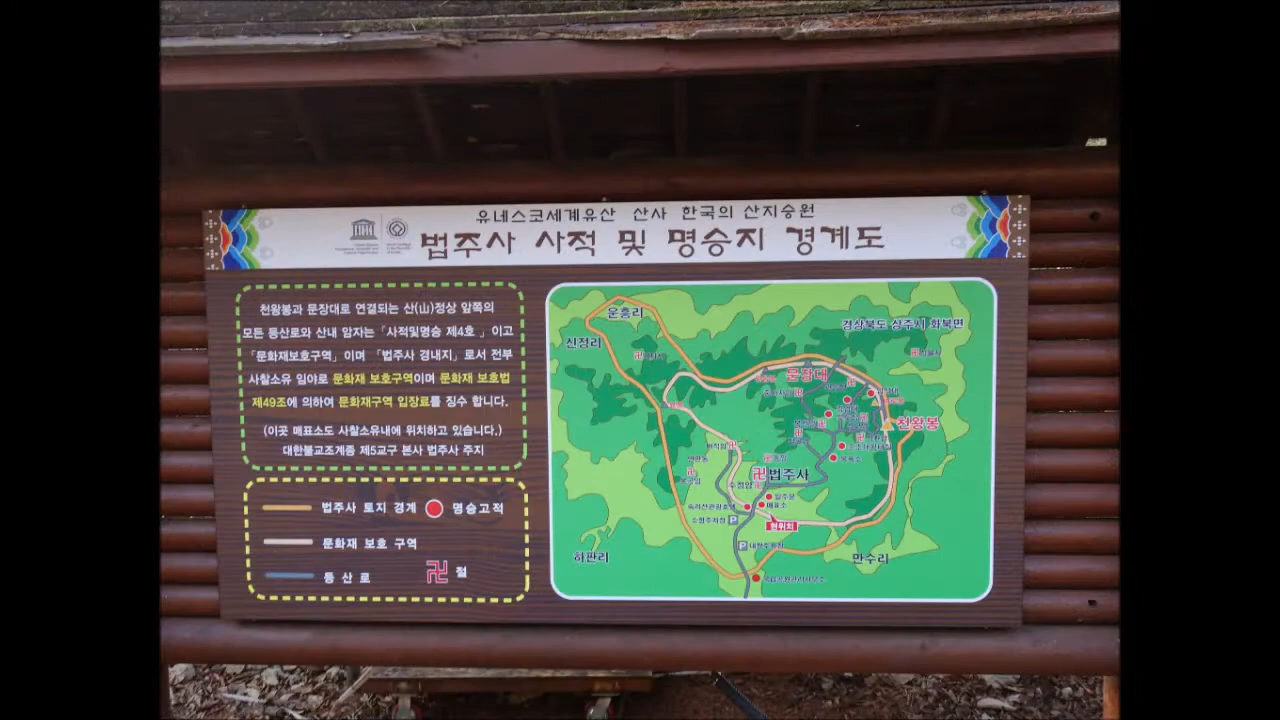 유네스코세계유산 산사 한국의 산지승원
법주사 사적 및 명승지 경계도
천왕봉과 문장대로 연결되는 산(山)정상 앞쪽의
모든 등산로와 산내 암자는「사적및명승 제4호 」이고
「문화재보호구역」이며 「법주사 경내지」로서 전부
사찰소유 임야로 문화재 보호구역이며 문화재 보호법
제49조에 의하여 문화재구역 입장료를 징수 합니다.
(이곳 매표소도 사찰소유내에 위치하고 있습니다.)
대한불교조계종 제5교구 본사 법주사 주지
법주사 토지 경계
명승고적
문화재 보호 구역
등 산 로
卍 절
운흥리
신정리
경상북도 상주시 화북면
문장대
천왕봉
卍법주사
수정암
일주문
매표소
현위치
P
P
하판리
만수리